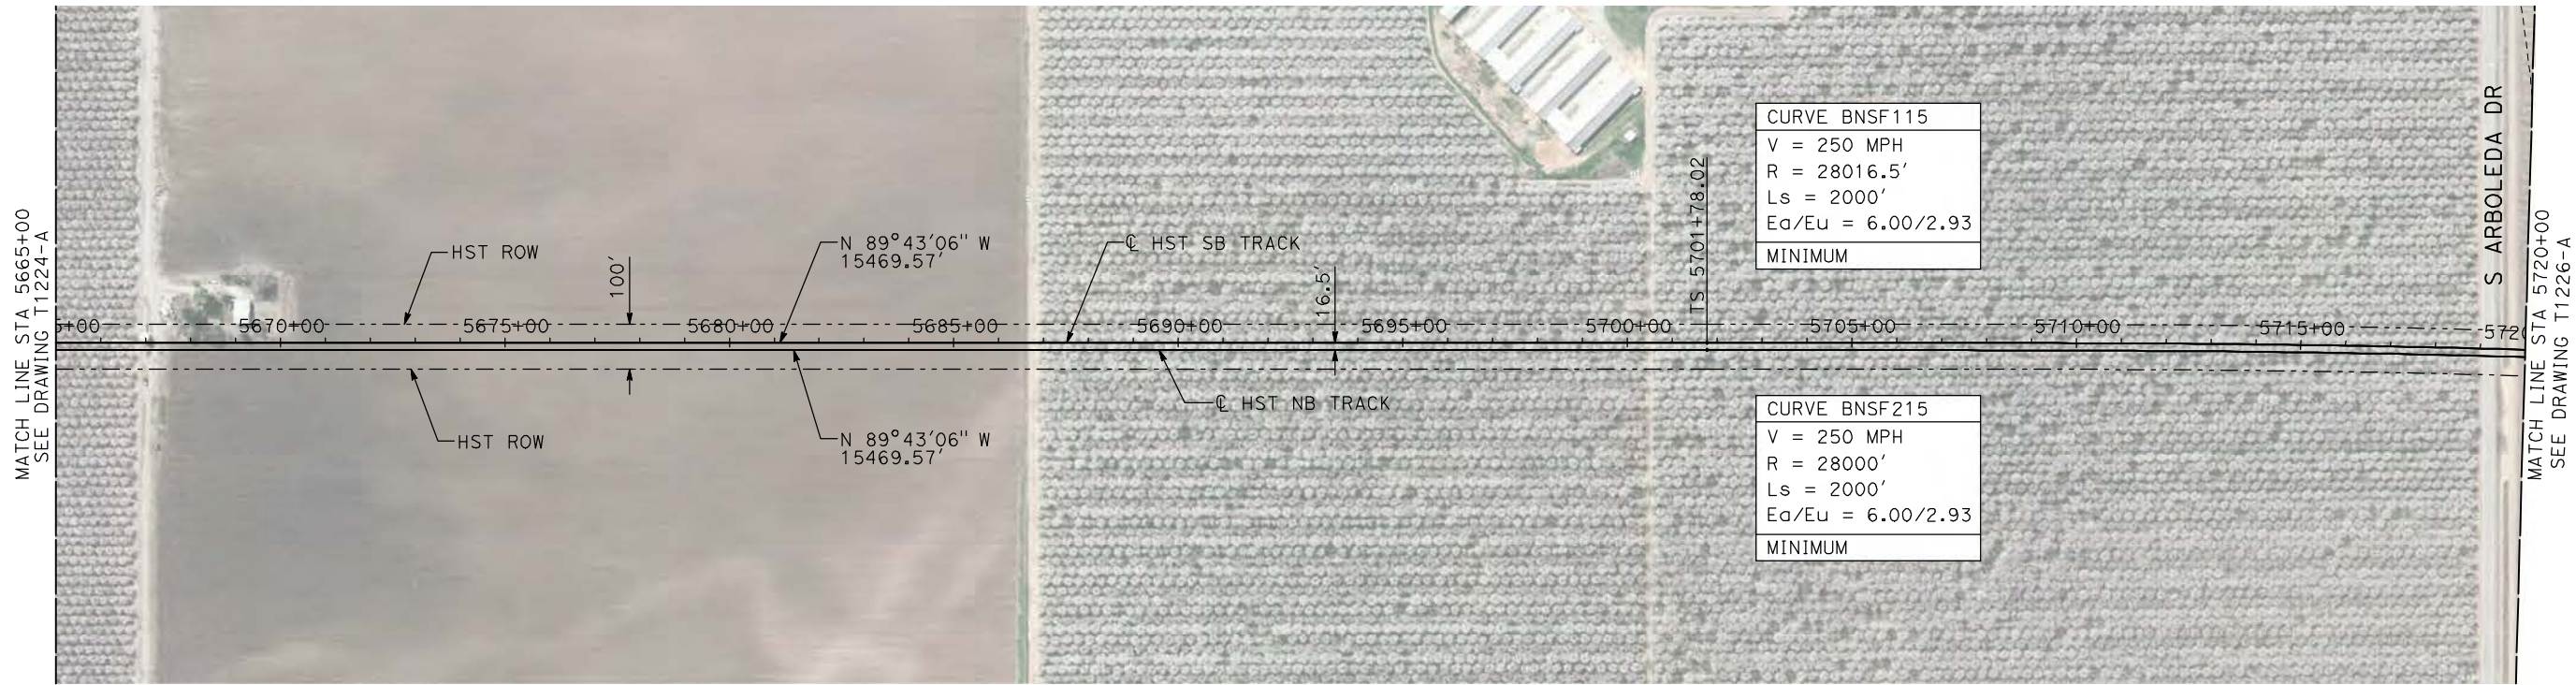 MATCH LINE STA 5665+00
SEE DRAWING T1224-A
HST ROW
100′
N 89°43′06" W
15469.57′
℄ HST SB TRACK
16.5′
TS 5701+78.02
CURVE BNSF115
V = 250 MPH
R = 28016.5′
Ls = 2000′
Ea/Eu = 6.00/2.93
MINIMUM
S ARBOLEDA DR
5+00 5670+00 5675+00 5680+00 5685+00 5690+00 5695+00 5700+00 5705+00 5710+00 5715+00 572
HST ROW
N 89°43′06" W
15469.57′
℄ HST NB TRACK
CURVE BNSF215
V = 250 MPH
R = 28000′
Ls = 2000′
Ea/Eu = 6.00/2.93
MINIMUM
MATCH LINE STA 5720+00
SEE DRAWING T1226-A